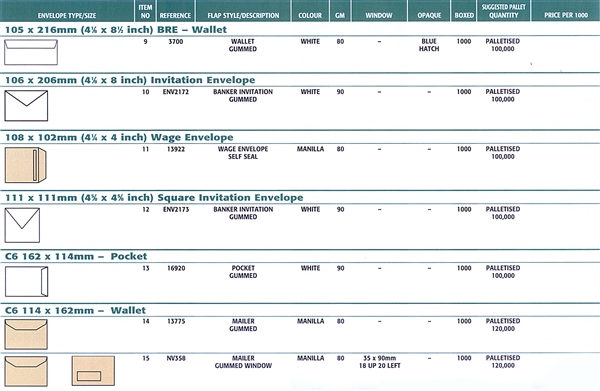 ENVELOPE TYPE/SIZE ITEM NO REFERENCE FLAP STYLE/DESCRIPTION COLOUR GM WINDOW OPAQUE BOXED SUGGESTED PALLET QUANTITY PRICE PER 1000
105 x 216mm (4⅛ x 8½ inch) BRE – Wallet
9 3700 WALLET WHITE 80 – BLUE 1000 PALLETISED
GUMMED HATCH 100,000
106 x 206mm (4¼ x 8 inch) Invitation Envelope
10 ENV2172 BANKER INVITATION WHITE 90 – – 1000 PALLETISED
GUMMED 100,000
108 x 102mm (4¼ x 4 inch) Wage Envelope
11 13922 WAGE ENVELOPE MANILLA 80 – – 1000 PALLETISED
SELF SEAL 100,000
111 x 111mm (4⅜ x 4⅜ inch) Square Invitation Envelope
12 ENV2173 BANKER INVITATION WHITE 90 – – 1000 PALLETISED
GUMMED 100,000
C6 162 x 114mm – Pocket
13 16920 POCKET WHITE 90 – – 1000 PALLETISED
GUMMED 100,000
C6 114 x 162mm – Wallet
14 13775 MAILER MANILLA 80 – – 1000 PALLETISED
GUMMED 120,000
15 NV358 MAILER MANILLA 80 35 x 90mm – 1000 PALLETISED
GUMMED WINDOW 18 UP 20 LEFT 120,000